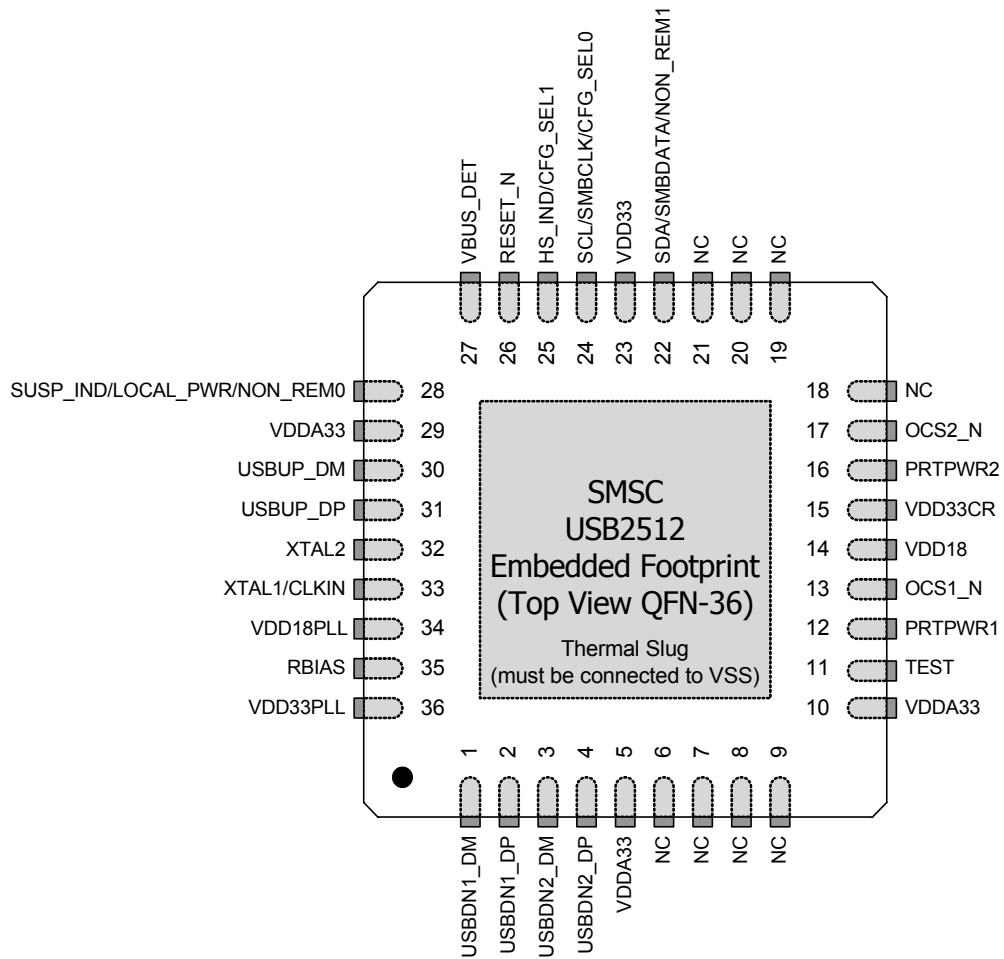 VBUS_DET
RESET_N
HS_IND/CFG_SEL1
SCL/SMBCLK/CFG_SEL0
VDD33
SDA/SMBDATA/NON_REM1
NC
NC
NC
27
26
25
24
23
22
21
20
19
SUSP_IND/LOCAL_PWR/NON_REM0 28
VDDA33 29
USBUP_DM 30
USBUP_DP 31
XTAL2 32
XTAL1/CLKIN 33
VDD18PLL 34
RBIAS 35
VDD33PLL 36
SMSC
USB2512
Embedded Footprint
(Top View QFN-36)
Thermal Slug
(must be connected to VSS)
18 NC
17 OCS2_N
16 PRTPWR2
15 VDD33CR
14 VDD18
13 OCS1_N
12 PRTPWR1
11 TEST
10 VDDA33
1
2
3
4
5
6
7
8
9
USBDN1_DM
USBDN1_DP
USBDN2_DM
USBDN2_DP
VDDA33
NC
NC
NC
NC